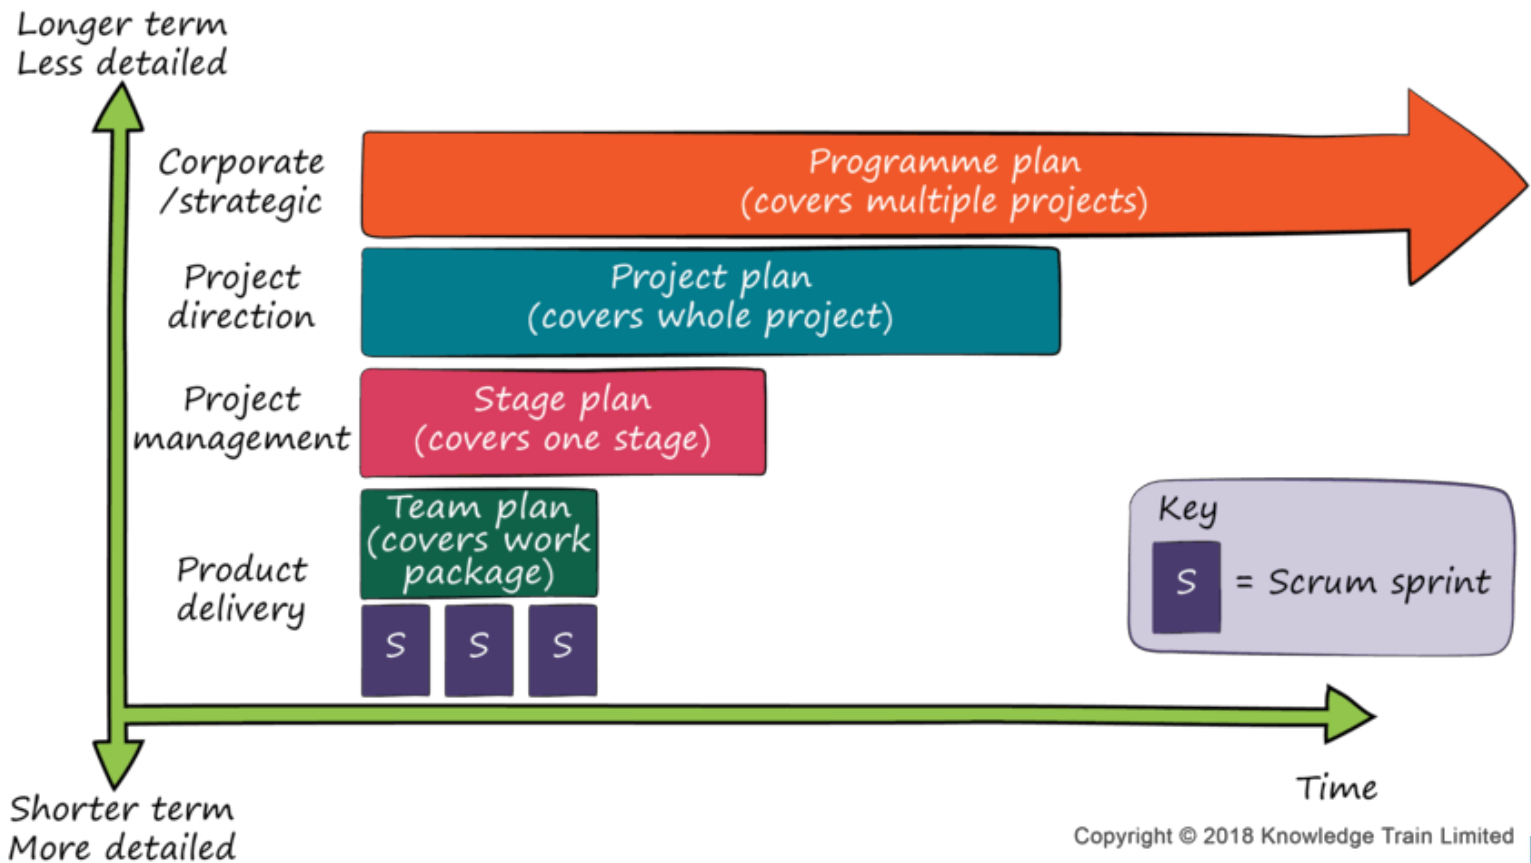 Longer term
Less detailed
Corporate
/strategic
Programme plan
(covers multiple projects)
Project
direction
Project plan
(covers whole project)
Project
management
Stage plan
(covers one stage)
Product
delivery
Team plan
(covers work
package)
S S S
Key
S = Scrum sprint
Time
Shorter term
More detailed
Copyright © 2018 Knowledge Train Limited